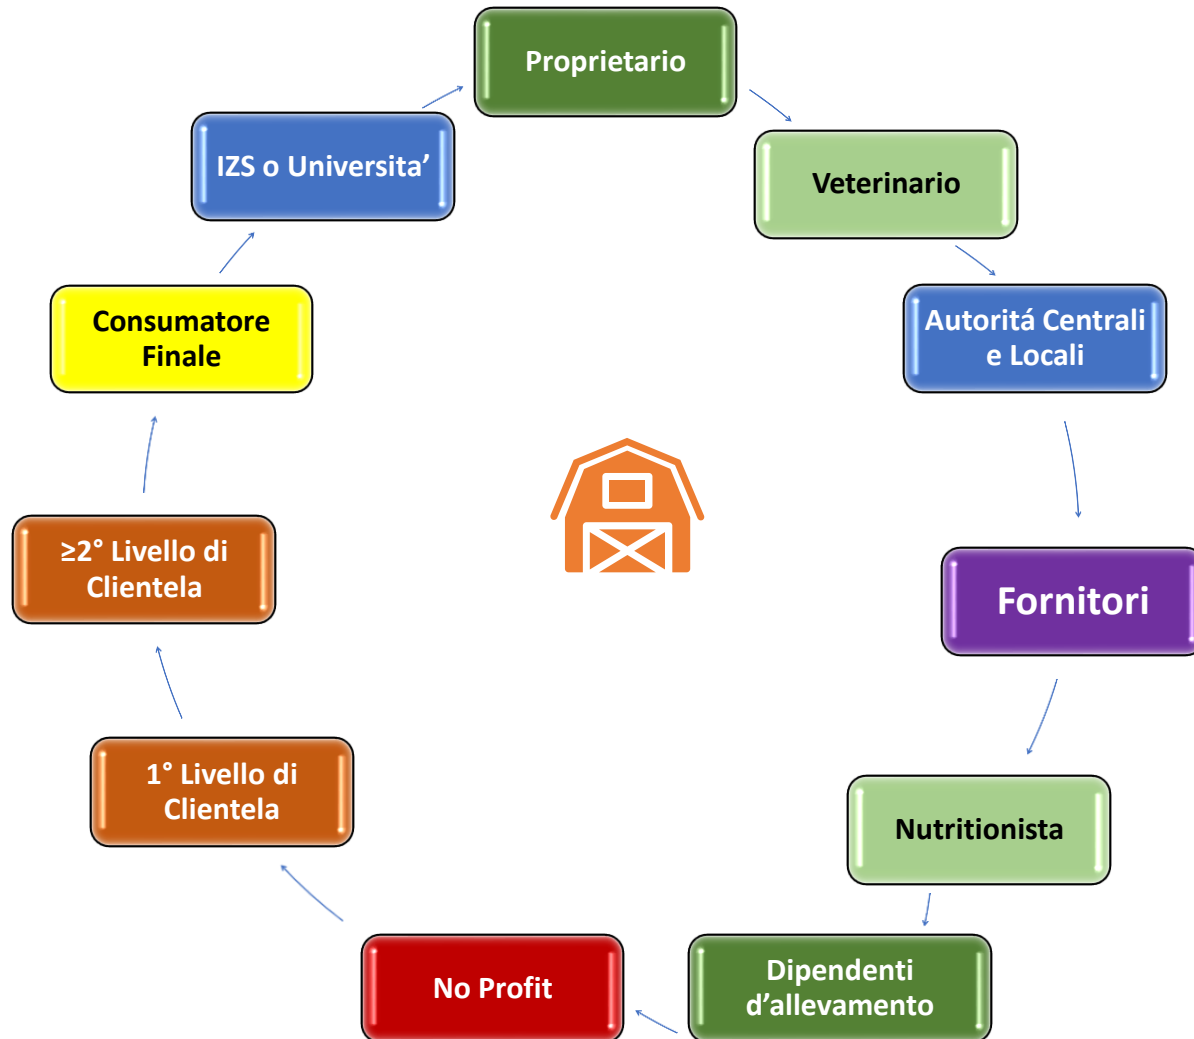 Proprietario
Veterinario
Autoritá Centrali
e Locali
Fornitori
Nutritionista
Dipendenti
d’allevamento
No Profit
1° Livello di
Clientela
≥2° Livello di
Clientela
Consumatore
Finale
IZS o Universita’